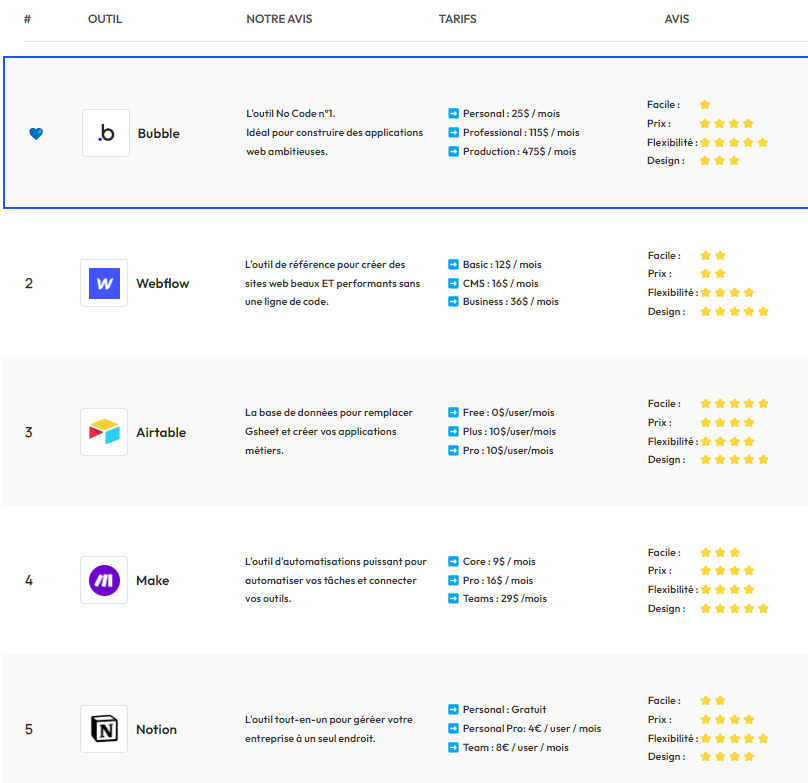 # OUTIL NOTRE AVIS TARIFS AVIS
Bubble
L'outil No Code n°1.
Idéal pour construire des applications
web ambitieuses.
Personal : 25$ / mois
Professional : 115$ / mois
Production : 475$ / mois
Facile :
Prix :
Flexibilité :
Design :
2
Webflow
L'outil de référence pour créer des
sites web beaux ET performants sans
une ligne de code.
Basic : 12$ / mois
CMS : 16$ / mois
Business : 36$ / mois
Facile :
Prix :
Flexibilité :
Design :
3
Airtable
La base de données pour remplacer
Gsheet et créer vos applications
métiers.
Free : 0$/user/mois
Plus : 10$/user/mois
Pro : 10$/user/mois
Facile :
Prix :
Flexibilité :
Design :
4
Make
L'outil d'automatisations puissant pour
automatiser vos tâches et connecter
vos outils.
Core : 9$ / mois
Pro : 16$ / mois
Teams : 29$ /mois
Facile :
Prix :
Flexibilité :
Design :
5
Notion
L'outil tout-en-un pour géréer votre
entreprise à un seul endroit.
Personal : Gratuit
Personal Pro: 4€ / user / mois
Team : 8€ / user / mois
Facile :
Prix :
Flexibilité :
Design :